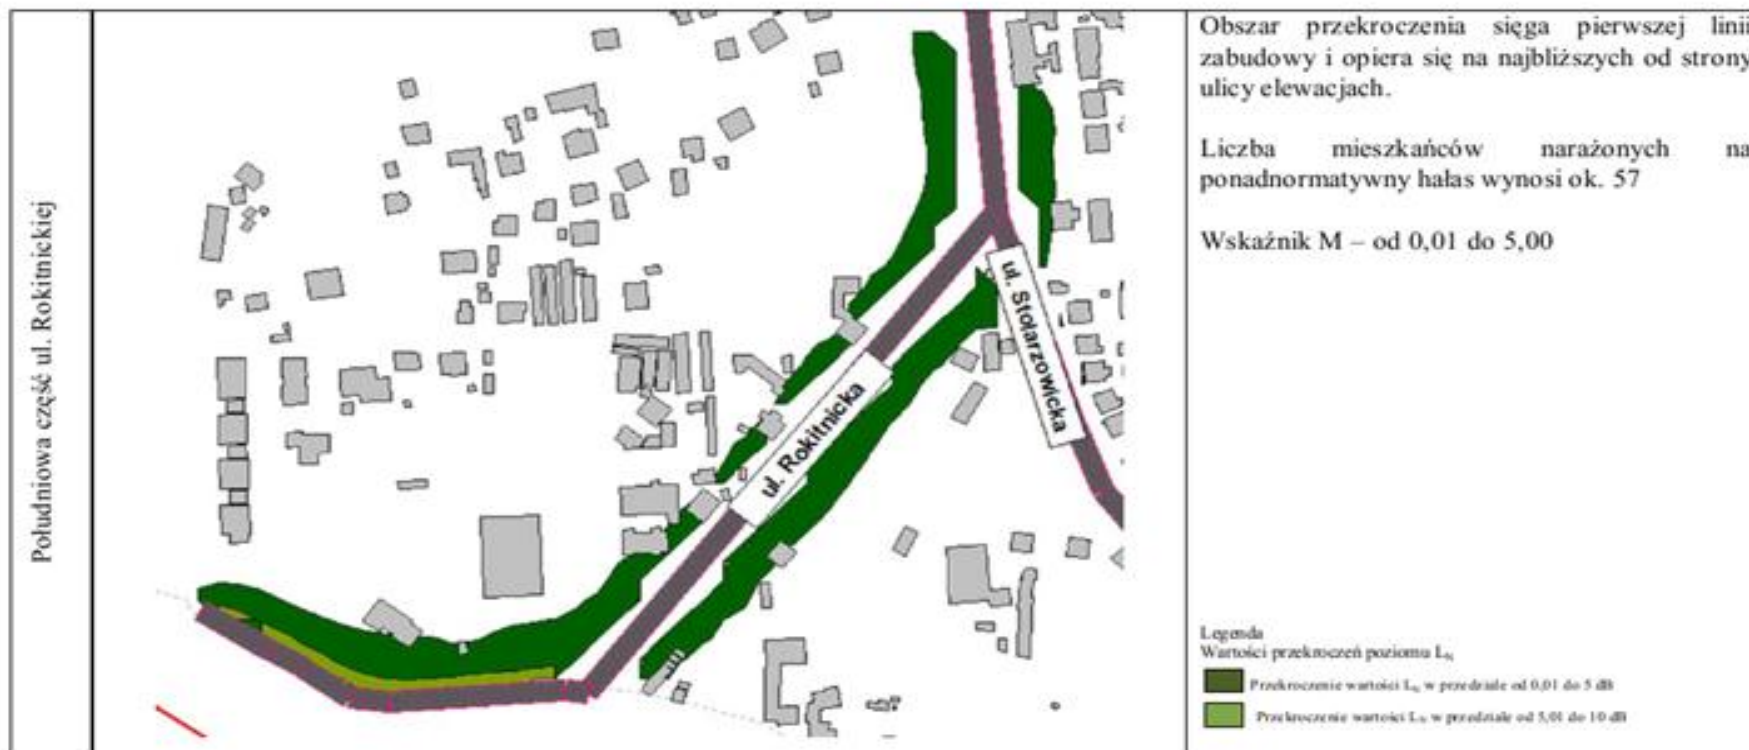 Południowa część ul. Rokitnickiej
ul. Rokitnicka
ul. Stolarzowicka
Obszar przekroczenia sięga pierwszej linii
zabudowy i opiera się na najbliższych od strony
ulicy elewacjach.
Liczba mieszkańców narażonych na
ponadnormatywny hałas wynosi ok. 57
Wskaźnik M – od 0,01 do 5,00
Legenda
Wartości przekroczeń poziomu LN
Przekroczenie wartości LN w przedziale od 0,01 do 5 dB
Przekroczenie wartości LN w przedziale od 5,01 do 10 dB